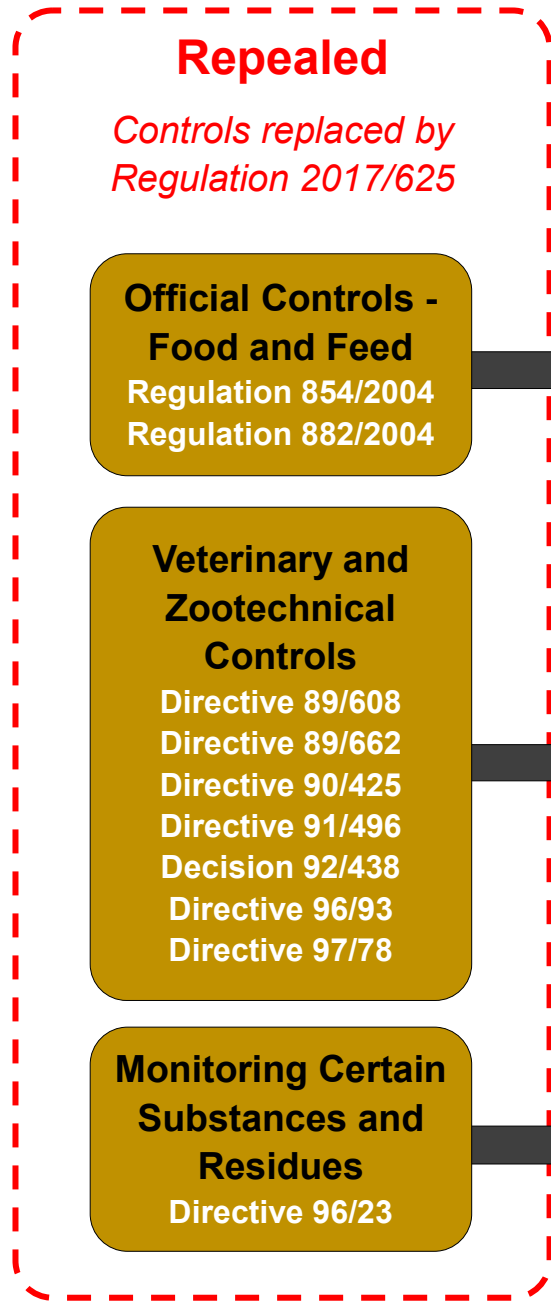 Repealed
Controls replaced by
Regulation 2017/625
Official Controls -
Food and Feed
Regulation 854/2004
Regulation 882/2004
Veterinary and
Zootechnical
Controls
Directive 89/608
Directive 89/662
Directive 90/425
Directive 91/496
Decision 92/438
Directive 96/93
Directive 97/78
Monitoring Certain
Substances and
Residues
Directive 96/23